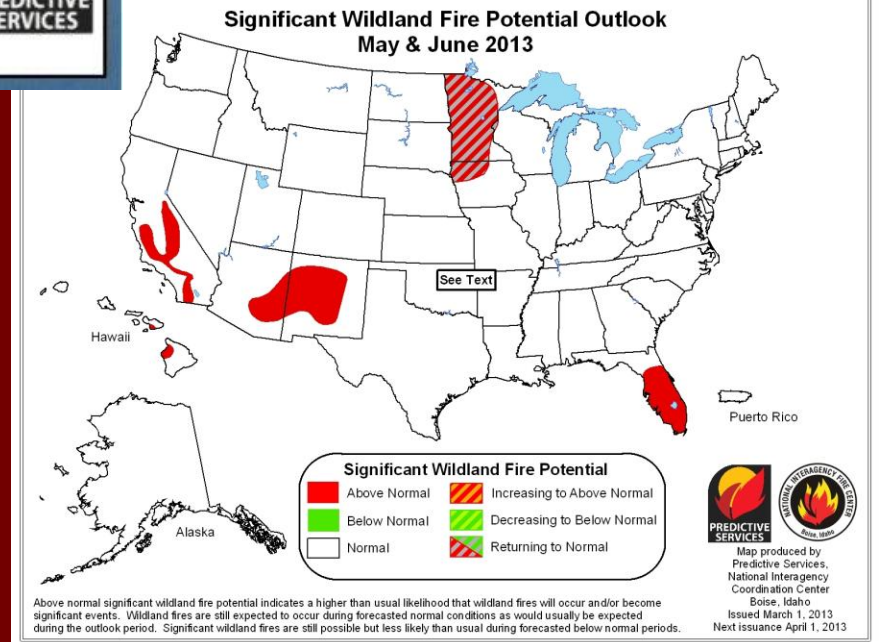 SERVICES
Significant Wildland Fire Potential Outlook
May & June 2013
See Text
Hawaii
Puerto Rico
Alaska
Significant Wildland Fire Potential
Above Normal
Increasing to Above Normal
Below Normal
Decreasing to Below Normal
Normal
Returning to Normal
PREDICTIVE
SERVICES
NATIONAL INTERAGENCY FIRE CENTER
Boise, Idaho
Map produced by
Predictive Services,
National Interagency
Coordination Center
Boise, Idaho
Issued March 1, 2013
Next issuance April 1, 2013
Above normal significant wildland fire potential indicates a higher than usual likelihood that wildland fires will occur and/or become
significant events. Wildland fires are still expected to occur during forecasted normal conditions as would usually be expected
during the outlook period. Significant wildland fires are still possible but less likely than usual during forecasted below normal periods.